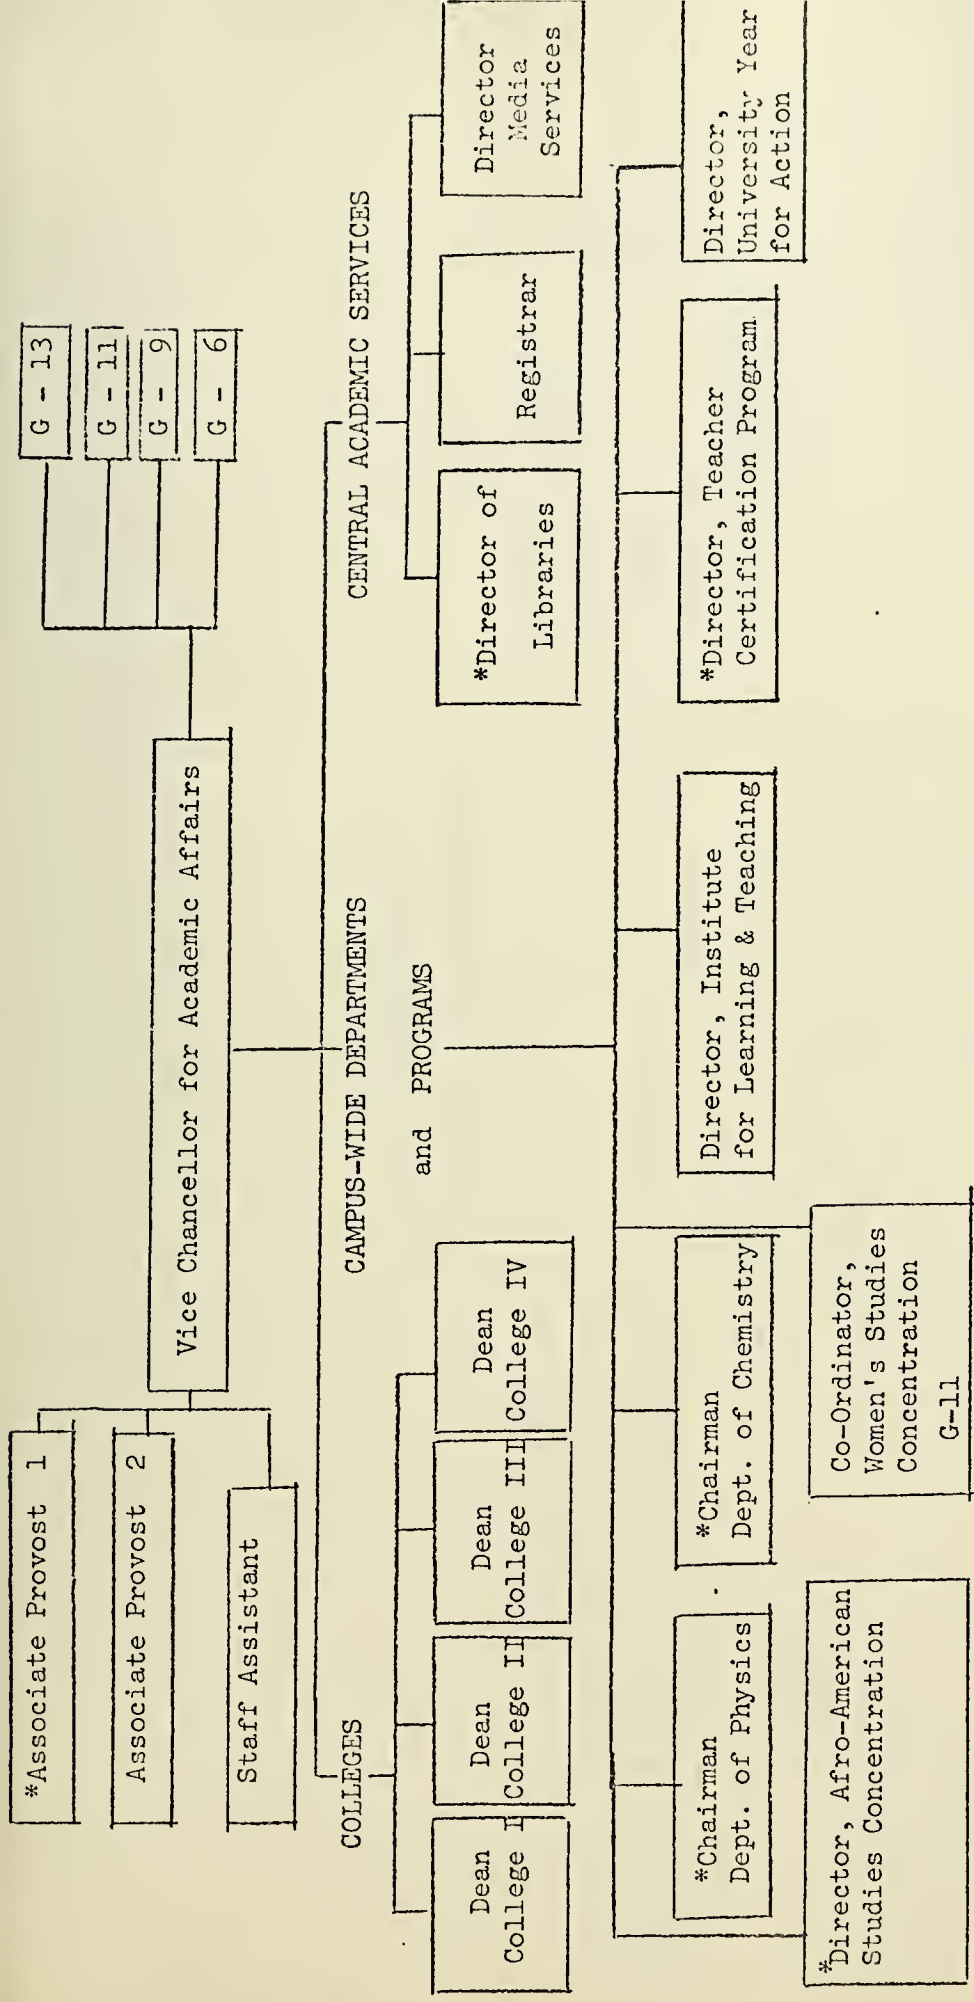 *Associate Provost 1
Associate Provost 2
Staff Assistant
Vice Chancellor for Academic Affairs
G - 13
G - 11
G - 9
G - 6
COLLEGES
Dean
College I
Dean
College II
Dean
College III
Dean
College IV
CAMPUS-WIDE DEPARTMENTS
and PROGRAMS
CENTRAL ACADEMIC SERVICES
*Director of
Libraries
Registrar
Director
Media
Services
*Chairman
Dept. of Physics
*Chairman
Dept. of Chemistry
Director, Institute
for Learning & Teaching
*Director, Teacher
Certification Program
Director,
University Year
for Action
*Director, Afro-American
Studies Concentration
Co-Ordinator,
Women's Studies
Concentration
G-11